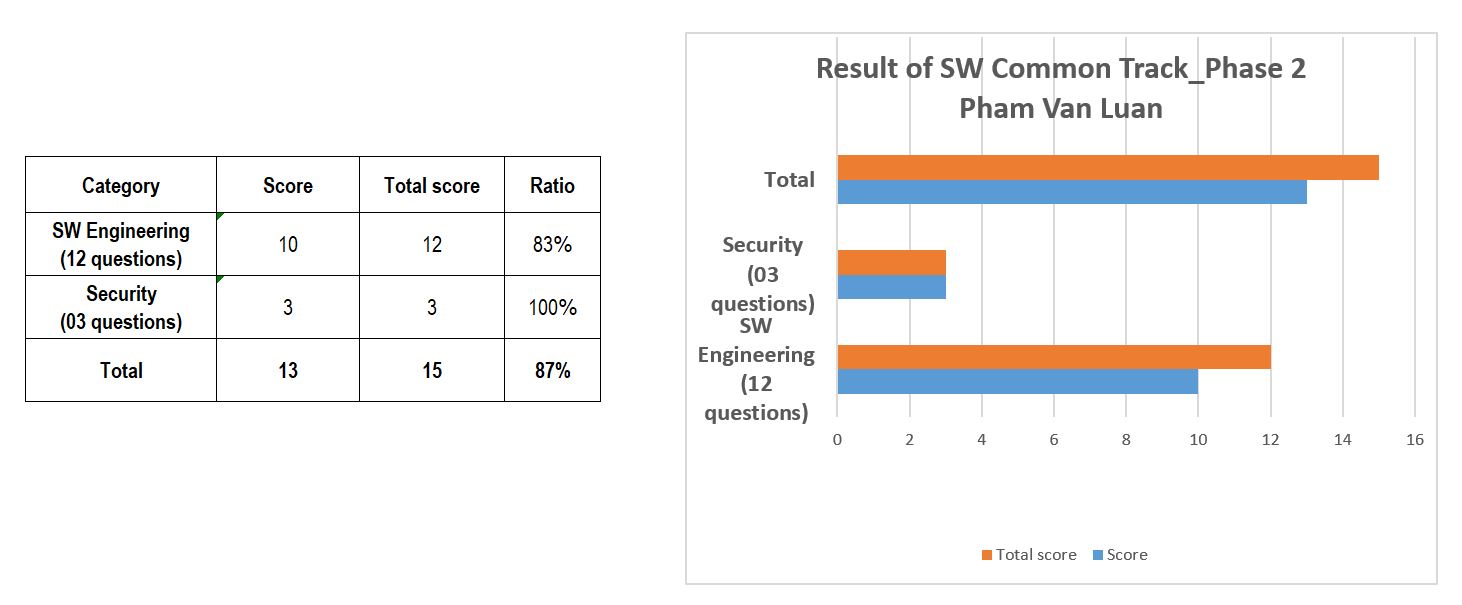 Category Score Total score Ratio
SW Engineering
(12 questions) 10 12 83%
Security
(03 questions) 3 3 100%
Total 13 15 87%
Result of SW Common Track_Phase 2
Pham Van Luan
Total
Security
(03
questions)
SW
Engineering
(12
questions)
0 2 4 6 8 10 12 14 16
Total score Score